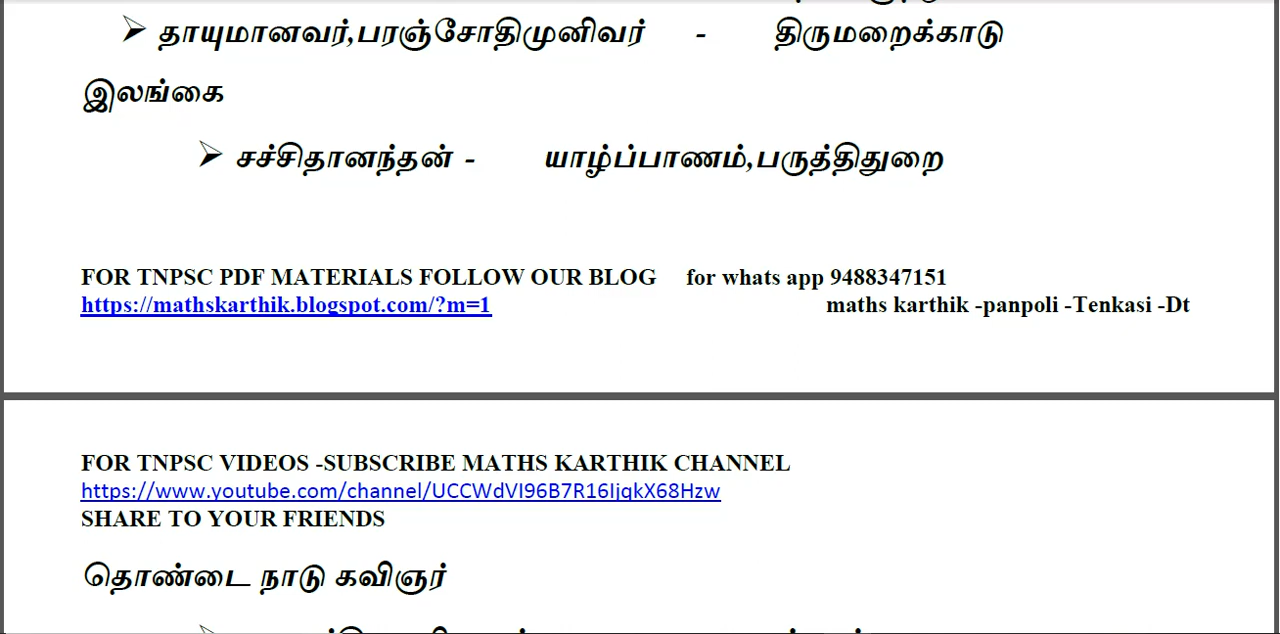 ➢ தாயுமானவர்,பரஞ்சோதிமுனிவர் - திருமறைக்காடு
இலங்கை
➢ சச்சிதானந்தன் - யாழ்ப்பாணம்,பருத்திதுறை
FOR TNPSC PDF MATERIALS FOLLOW OUR BLOG for whats app 9488347151
https://mathskarthik.blogspot.com/?m=1 maths karthik -panpoli -Tenkasi -Dt
FOR TNPSC VIDEOS -SUBSCRIBE MATHS KARTHIK CHANNEL
https://www.youtube.com/channel/UCCWdVI96B7R16IjqkX68Hzw
SHARE TO YOUR FRIENDS
தொண்டை நாடு கவிஞர்